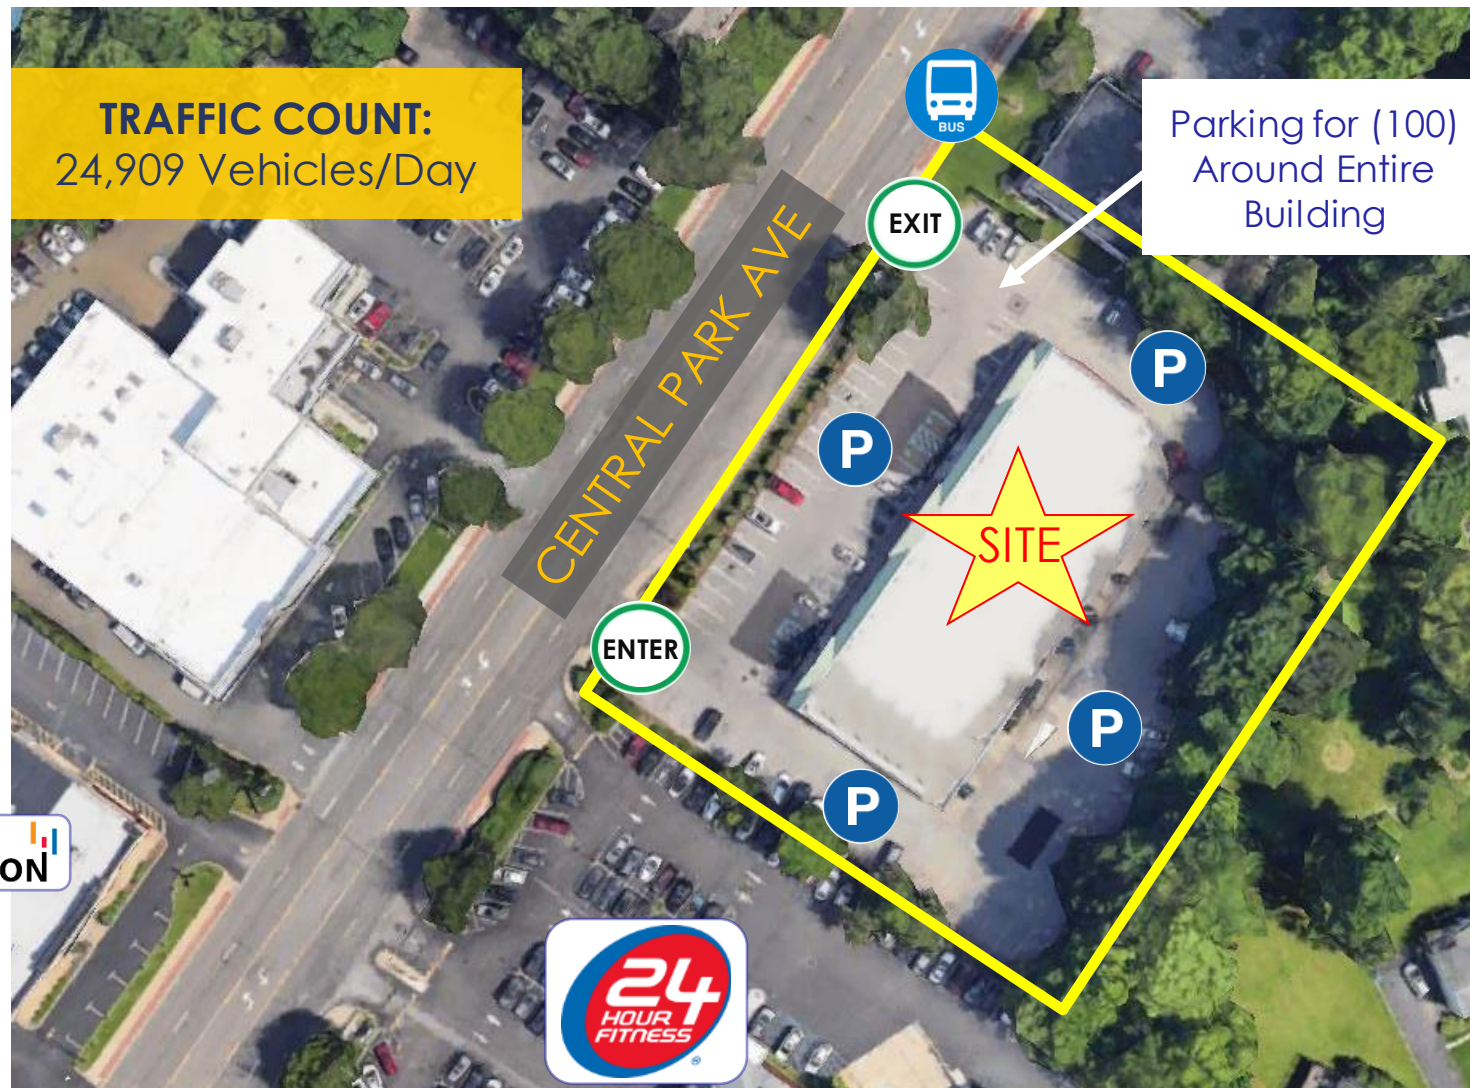 TRAFFIC COUNT:
24,909 Vehicles/Day
BUS
Parking for (100)
Around Entire
Building
EXIT
CENTRAL PARK AVE
P
P
SITE
ENTER
P
P
ON
24
HOUR
FITNESS